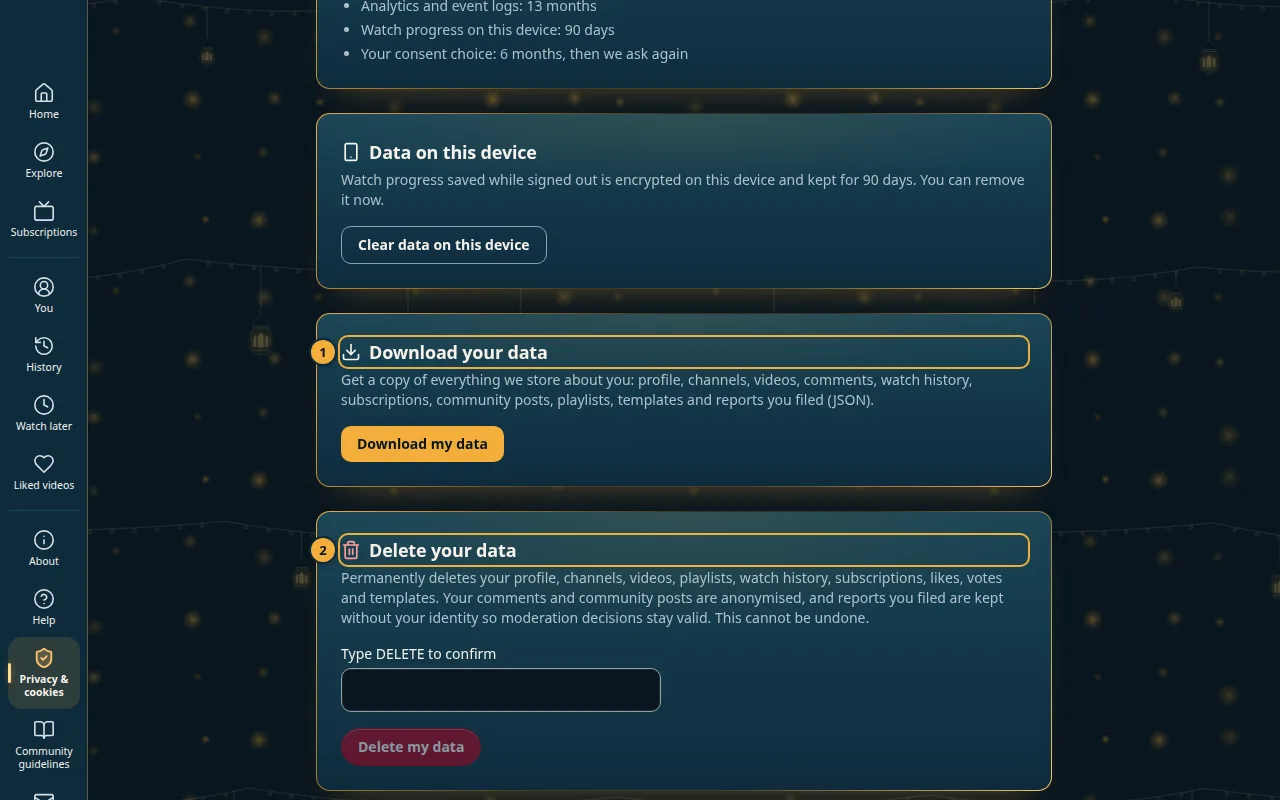 Home
Explore
Subscriptions
You
History
Watch later
Liked videos
About
Help
Privacy &
cookies
Community
guidelines
Analytics and event logs: 13 months
Watch progress on this device: 90 days
Your consent choice: 6 months, then we ask again
Data on this device
Watch progress saved while signed out is encrypted on this device and kept for 90 days. You can remove
it now.
Clear data on this device
1
Download your data
Get a copy of everything we store about you: profile, channels, videos, comments, watch history,
subscriptions, community posts, playlists, templates and reports you filed (JSON).
Download my data
2
Delete your data
Permanently deletes your profile, channels, videos, playlists, watch history, subscriptions, likes, votes
and templates. Your comments and community posts are anonymised, and reports you filed are kept
without your identity so moderation decisions stay valid. This cannot be undone.
Type DELETE to confirm
Delete my data